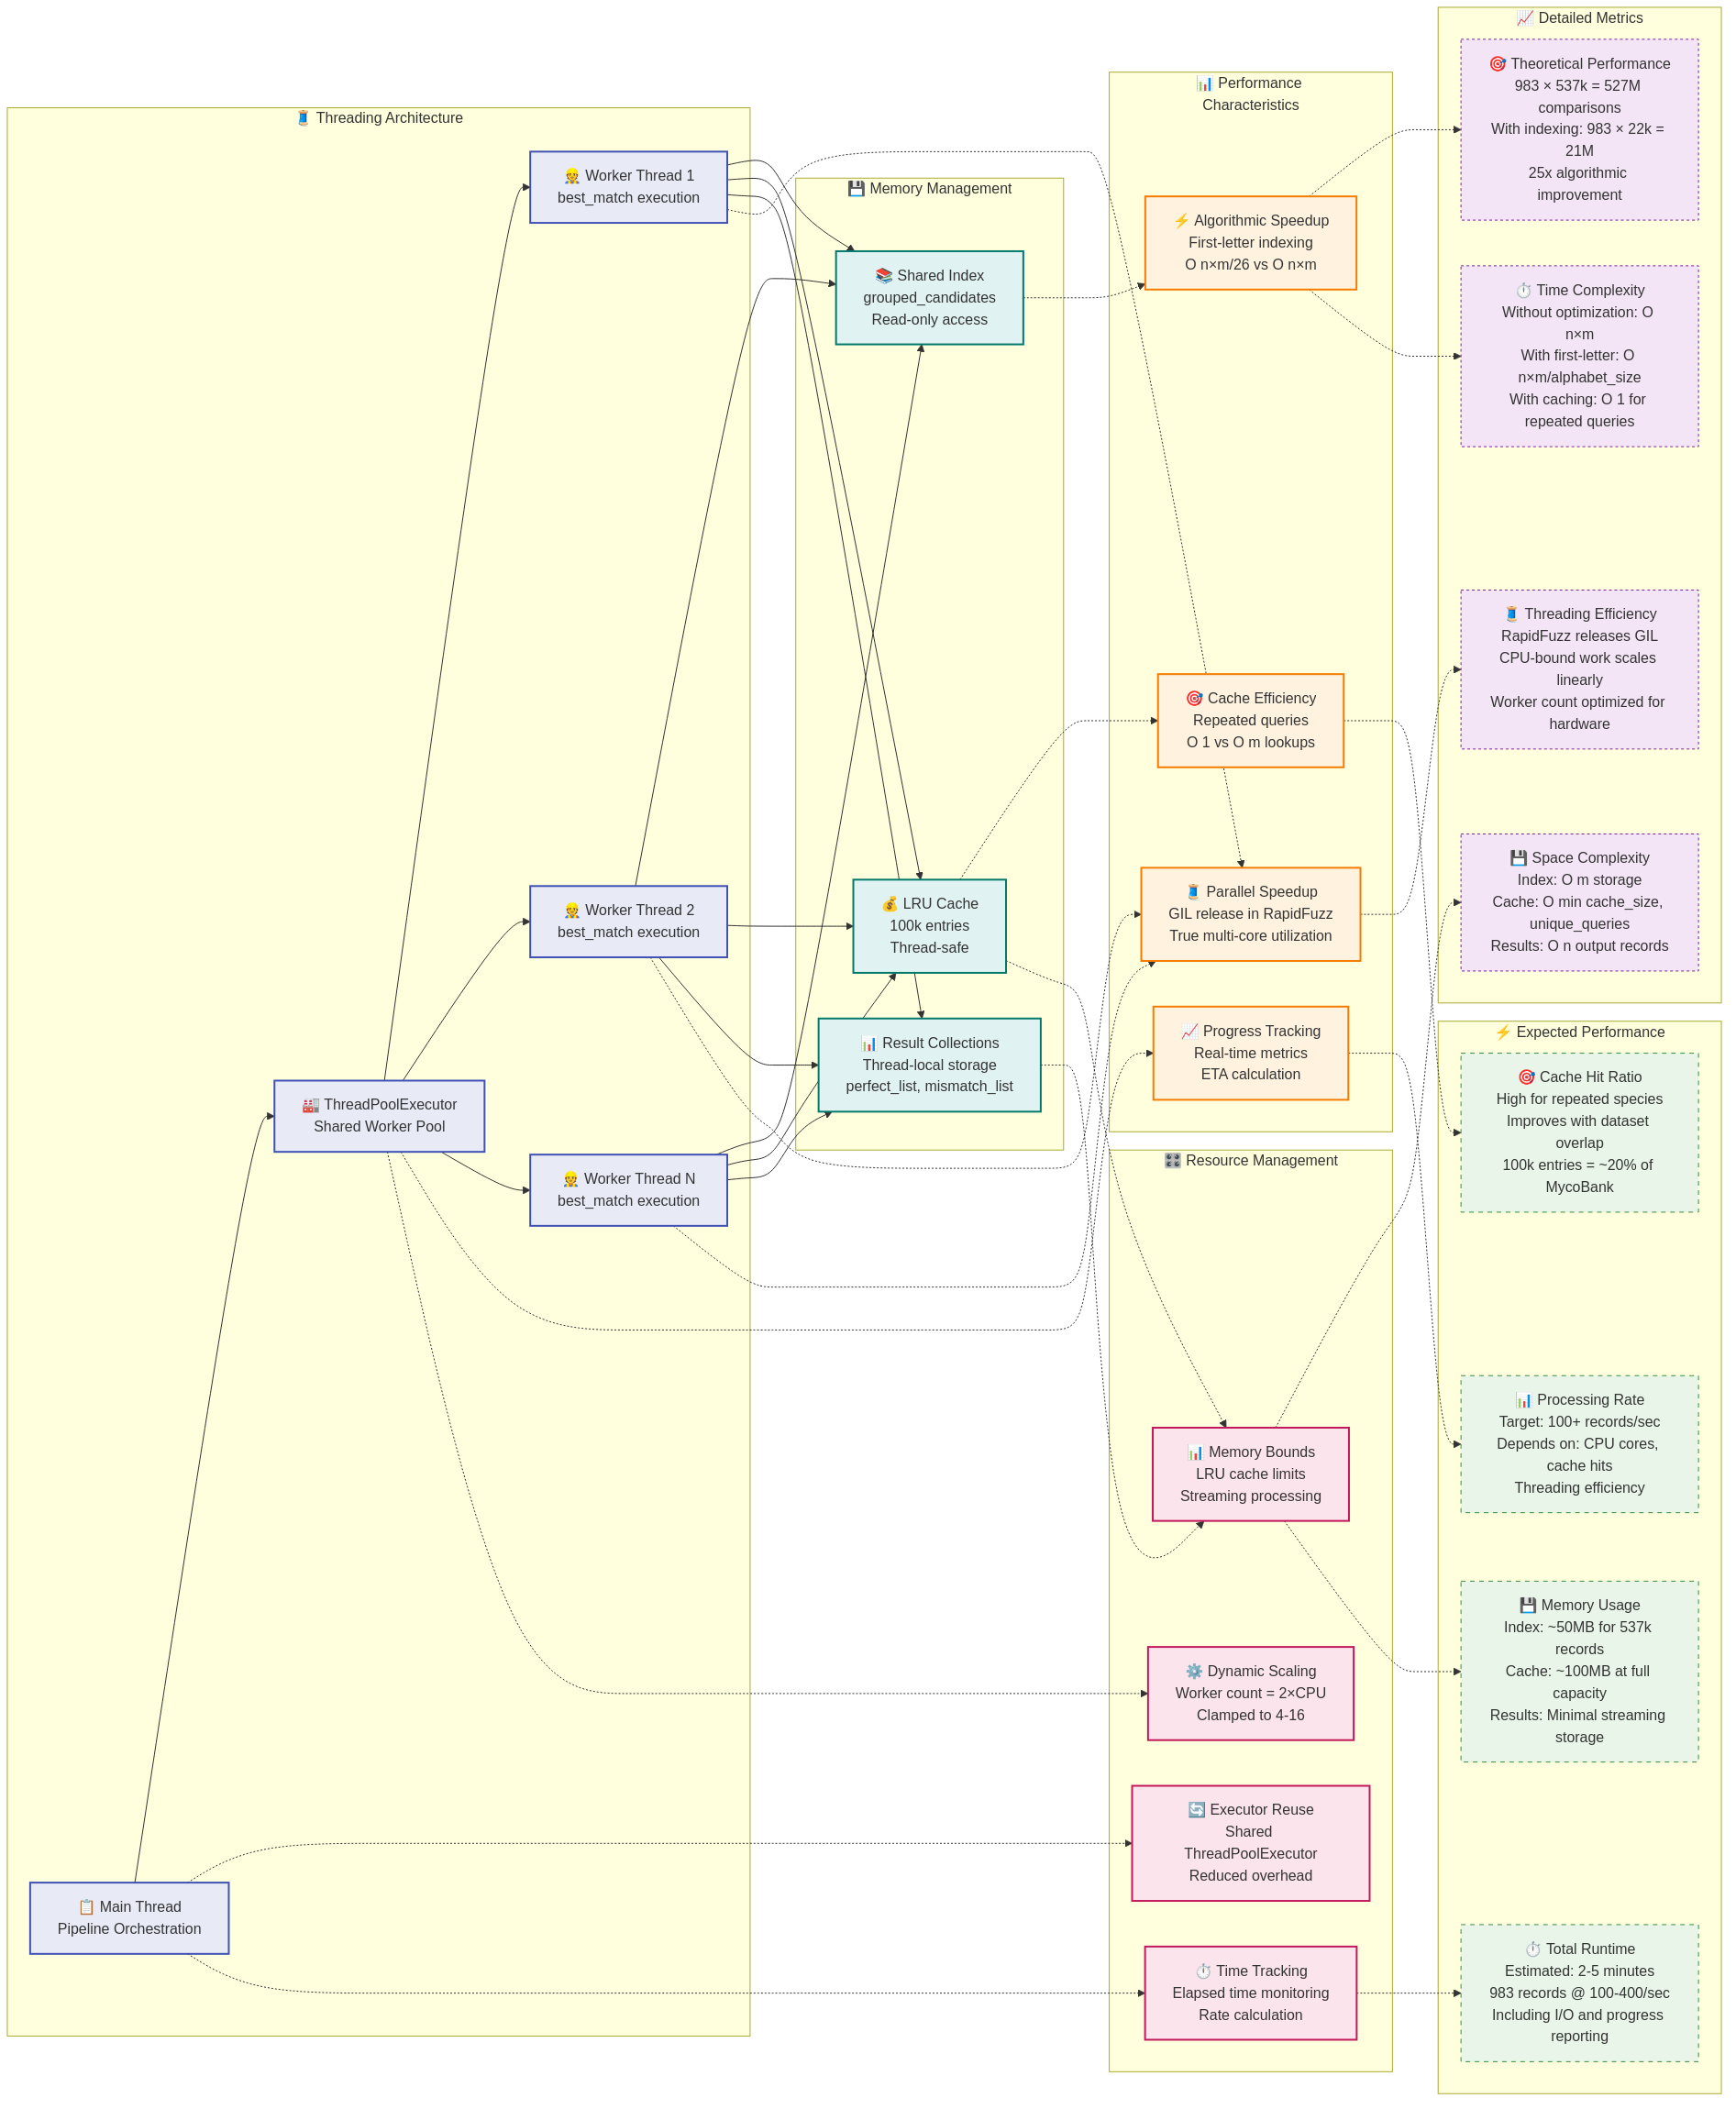 🧵 Threading Architecture
👷 Worker Thread 1
best_match execution
👷 Worker Thread 2
best_match execution
🏭 ThreadPoolExecutor
Shared Worker Pool
👷 Worker Thread N
best_match execution
📋 Main Thread
Pipeline Orchestration
💾 Memory Management
📚 Shared Index
grouped_candidates
Read-only access
💰 LRU Cache
100k entries
Thread-safe
📊 Result Collections
Thread-local storage
perfect_list, mismatch_list
📊 Performance
Characteristics
⚡ Algorithmic Speedup
First-letter indexing
O n×m/26 vs O n×m
🎯 Cache Efficiency
Repeated queries
O 1 vs O m lookups
🧵 Parallel Speedup
GIL release in RapidFuzz
True multi-core utilization
📈 Progress Tracking
Real-time metrics
ETA calculation
🎛️ Resource Management
📊 Memory Bounds
LRU cache limits
Streaming processing
⚙️ Dynamic Scaling
Worker count = 2×CPU
Clamped to 4-16
🔄 Executor Reuse
Shared
ThreadPoolExecutor
Reduced overhead
⏱️ Time Tracking
Elapsed time monitoring
Rate calculation
📈 Detailed Metrics
🎯 Theoretical Performance
983 × 537k = 527M
comparisons
With indexing: 983 × 22k =
21M
25x algorithmic
improvement
⏱️ Time Complexity
Without optimization: O
n×m
With first-letter: O
n×m/alphabet_size
With caching: O 1 for
repeated queries
🧵 Threading Efficiency
RapidFuzz releases GIL
CPU-bound work scales
linearly
Worker count optimized for
hardware
💾 Space Complexity
Index: O m storage
Cache: O min cache_size,
unique_queries
Results: O n output records
⚡ Expected Performance
🎯 Cache Hit Ratio
High for repeated species
Improves with dataset
overlap
100k entries = ~20% of
MycoBank
📊 Processing Rate
Target: 100+ records/sec
Depends on: CPU cores,
cache hits
Threading efficiency
💾 Memory Usage
Index: ~50MB for 537k
records
Cache: ~100MB at full
capacity
Results: Minimal streaming
storage
⏱️ Total Runtime
Estimated: 2-5 minutes
983 records @ 100-400/sec
Including I/O and progress
reporting